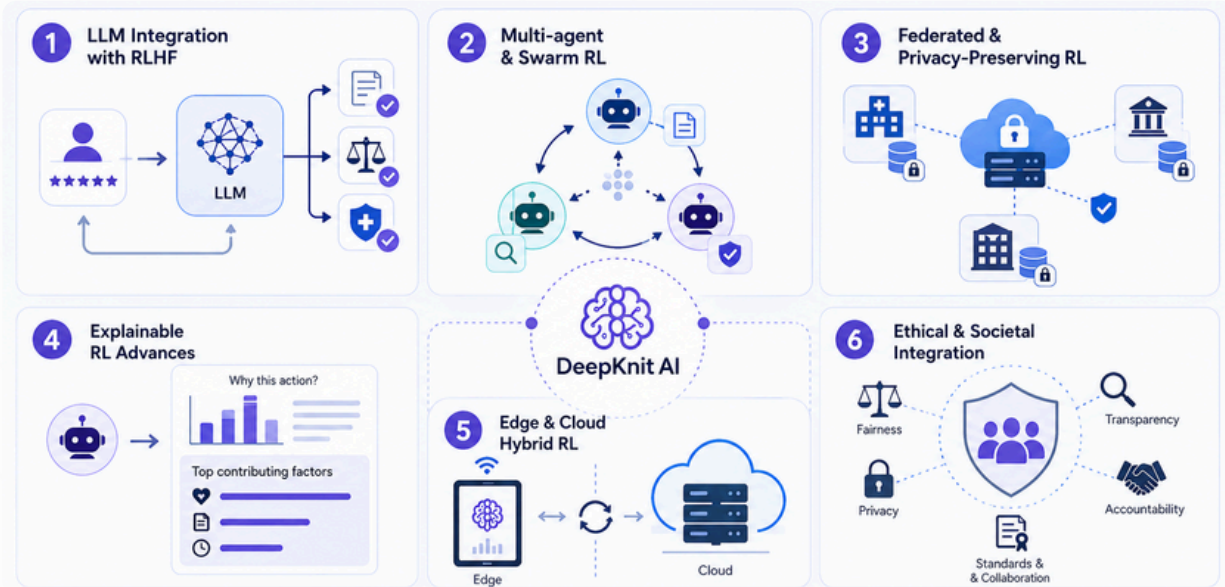 1
LLM Integration
with RLHF
LLM
2
Multi-agent
& Swarm RL
3
Federated &
Privacy-Preserving RL
4
Explainable
RL Advances
Why this action?
Top contributing factors
DeepKnit AI
5
Edge & Cloud
Hybrid RL
Edge
Cloud
6
Ethical & Societal
Integration
Fairness
Transparency
Privacy
Accountability
Standards &
& Collaboration